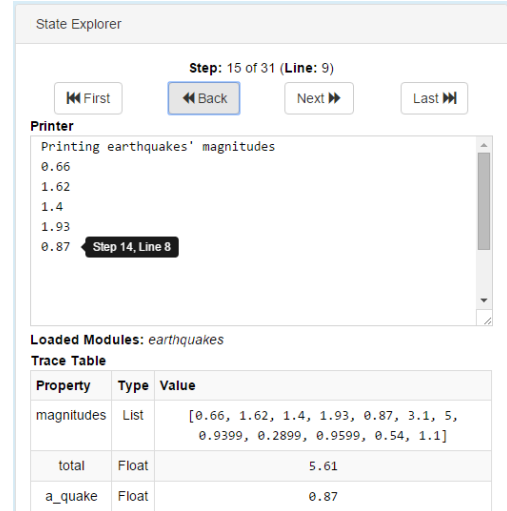 State Explorer
Step: 15 of 31 (Line: 9)
First Back Next Last
Printer
Printing earthquakes' magnitudes
0.66
1.62
1.4
1.93
0.87 Step 14, Line 8
Loaded Modules: earthquakes
Trace Table
Property Type Value
magnitudes List [0.66, 1.62, 1.4, 1.93, 0.87, 3.1, 5,
0.9399, 0.2899, 0.9599, 0.54, 1.1]
total Float 5.61
a_quake Float 0.87